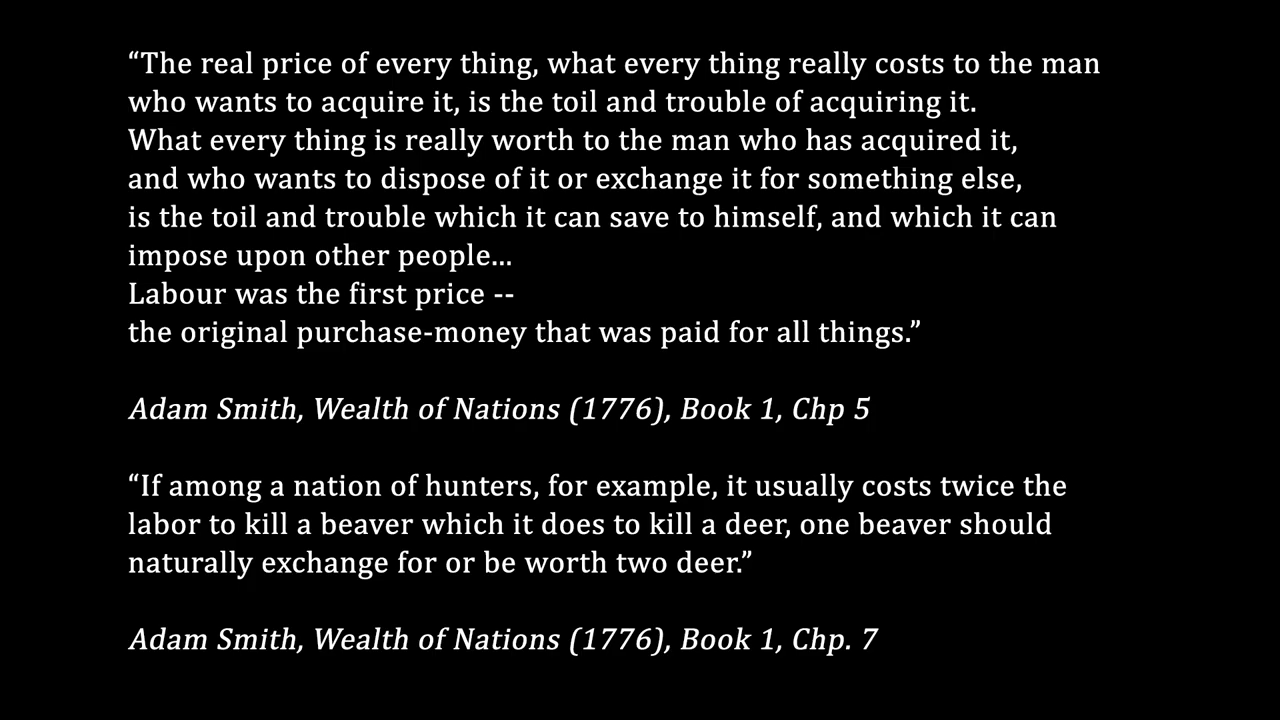 “The real price of every thing, what every thing really costs to the man
who wants to acquire it, is the toil and trouble of acquiring it.
What every thing is really worth to the man who has acquired it,
and who wants to dispose of it or exchange it for something else,
is the toil and trouble which it can save to himself, and which it can
impose upon other people...
Labour was the first price --
the original purchase-money that was paid for all things.”
Adam Smith, Wealth of Nations (1776), Book 1, Chp 5
“If among a nation of hunters, for example, it usually costs twice the
labor to kill a beaver which it does to kill a deer, one beaver should
naturally exchange for or be worth two deer.”
Adam Smith, Wealth of Nations (1776), Book 1, Chp. 7